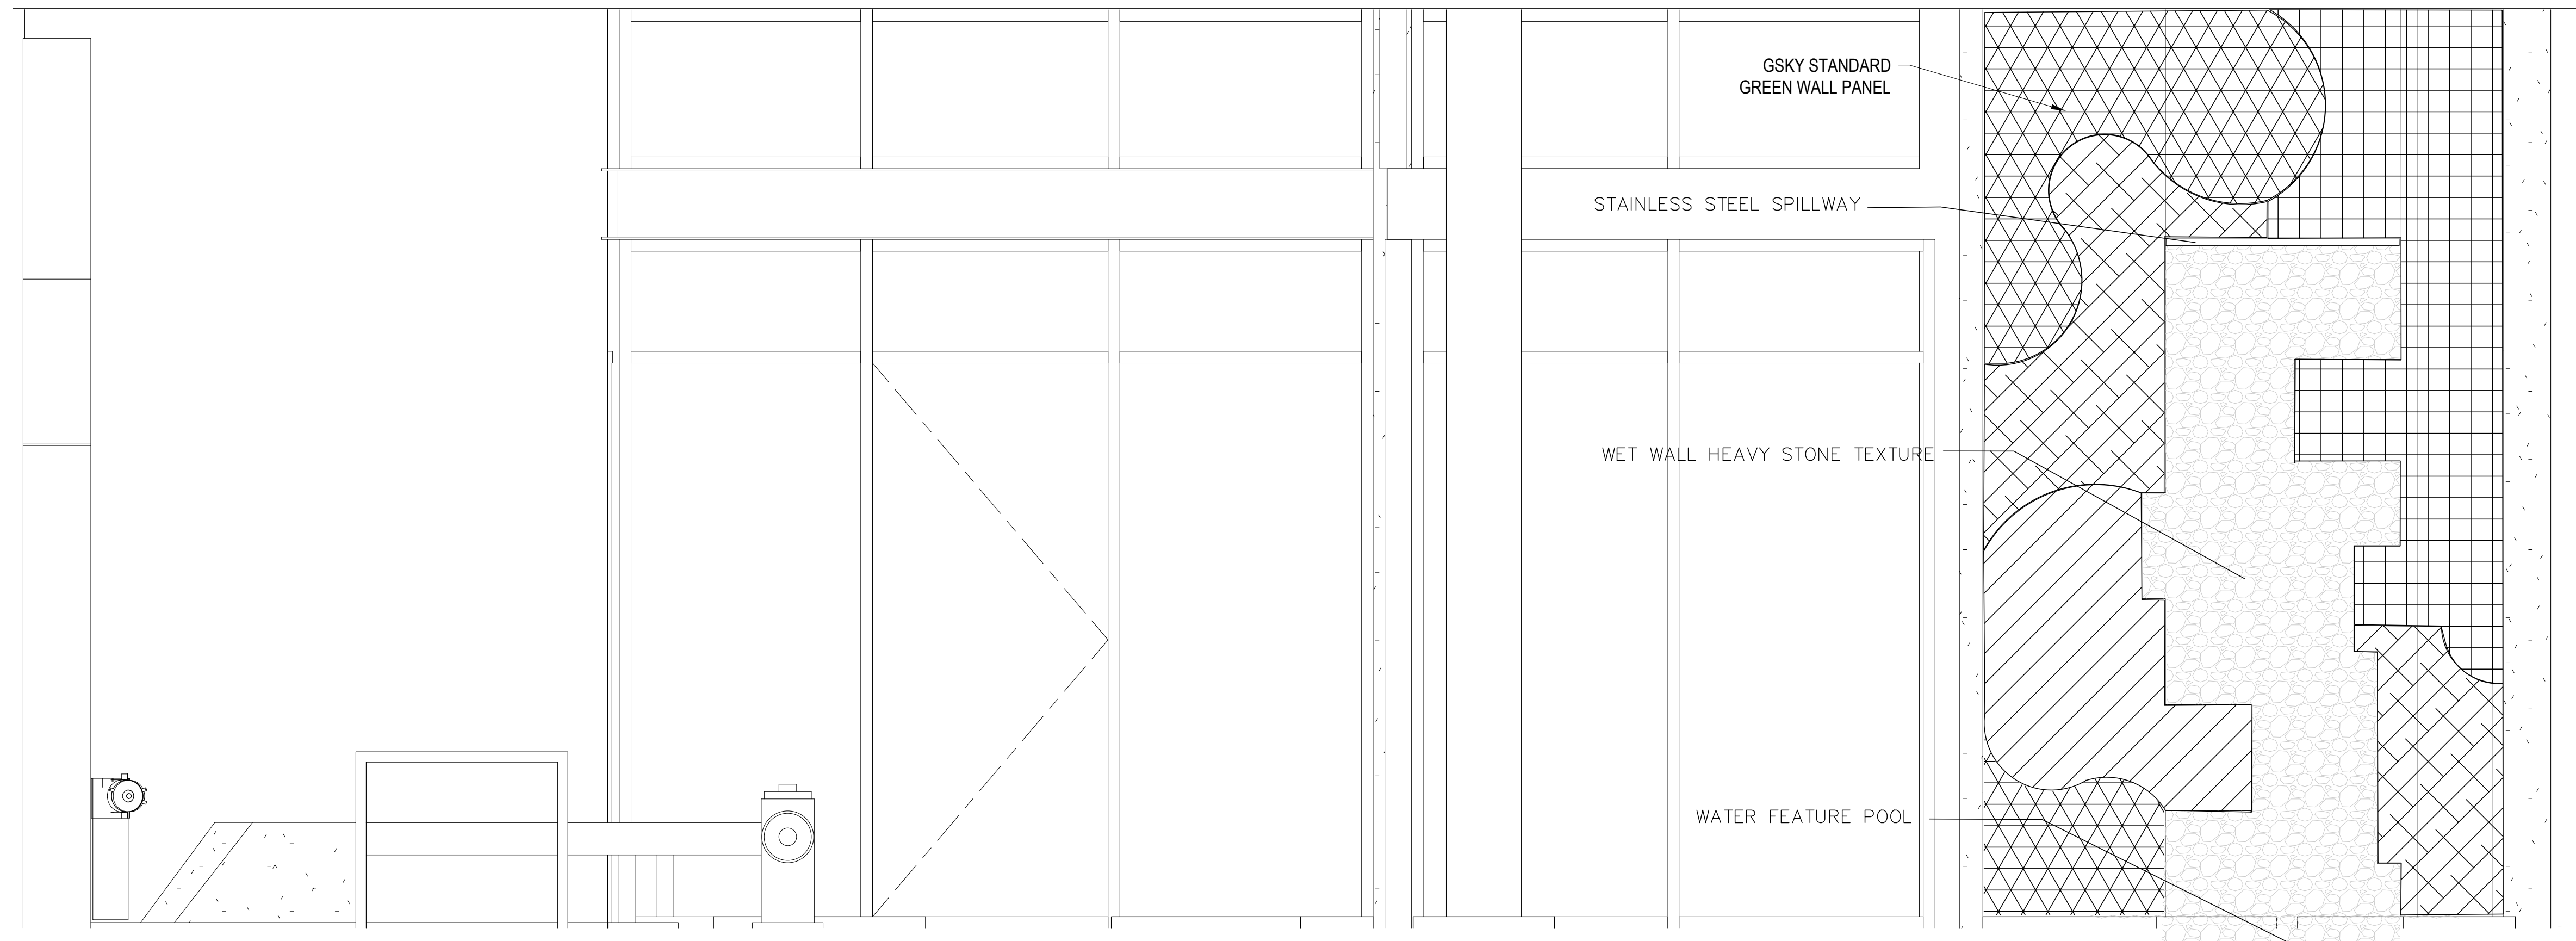 GSKY STANDARD
GREEN WALL PANEL
STAINLESS STEEL SPILLWAY
WET WALL HEAVY STONE TEXTURE
WATER FEATURE POOL